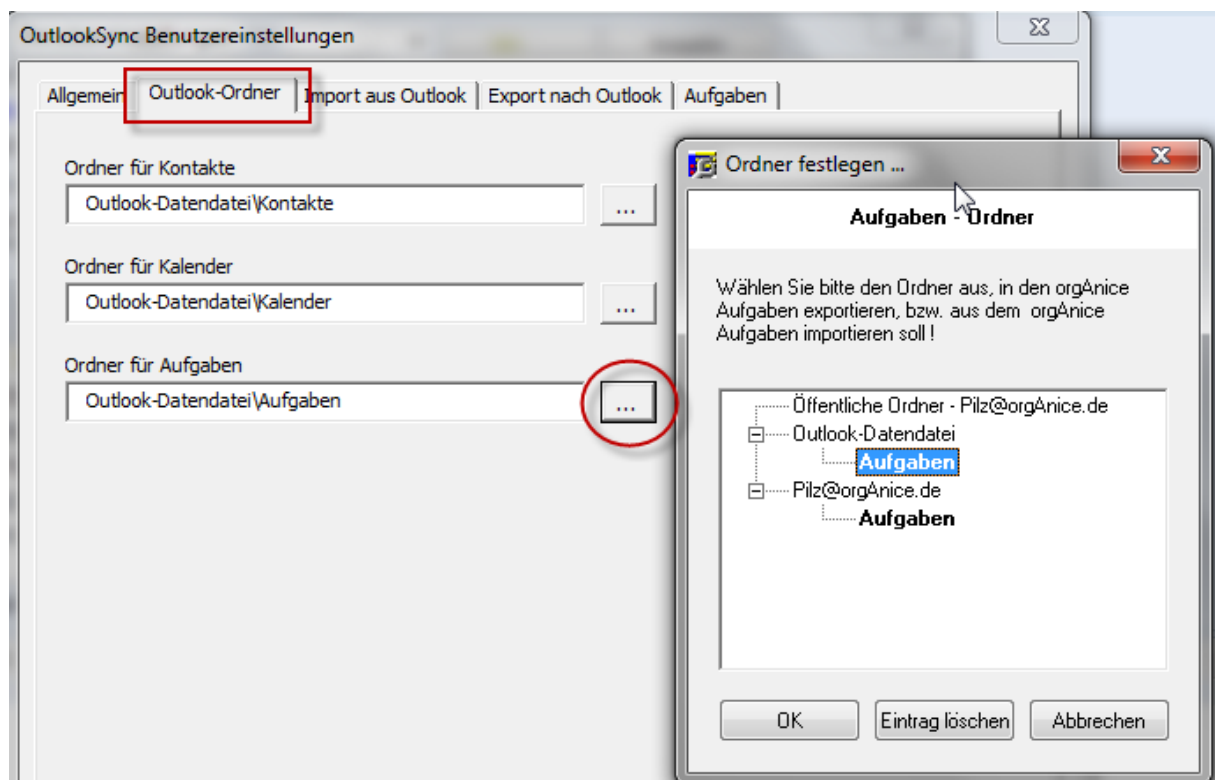 OutlookSync Benutzereinstellungen
Allgemein Outlook-Ordner Import aus Outlook Export nach Outlook Aufgaben
Ordner für Kontakte
Outlook-Datendatei\Kontakte ...
Ordner für Kalender
Outlook-Datendatei\Kalender ...
Ordner für Aufgaben
Outlook-Datendatei\Aufgaben ...
Ordner festlegen ...
Aufgaben - Ordner
Wählen Sie bitte den Ordner aus, in den orgAnice
Aufgaben exportieren, bzw. aus dem orgAnice
Aufgaben importieren soll !
Öffentliche Ordner - Pilz@orgAnice.de
Outlook-Datendatei
Aufgaben
Pilz@orgAnice.de
Aufgaben
OK Eintrag löschen Abbrechen